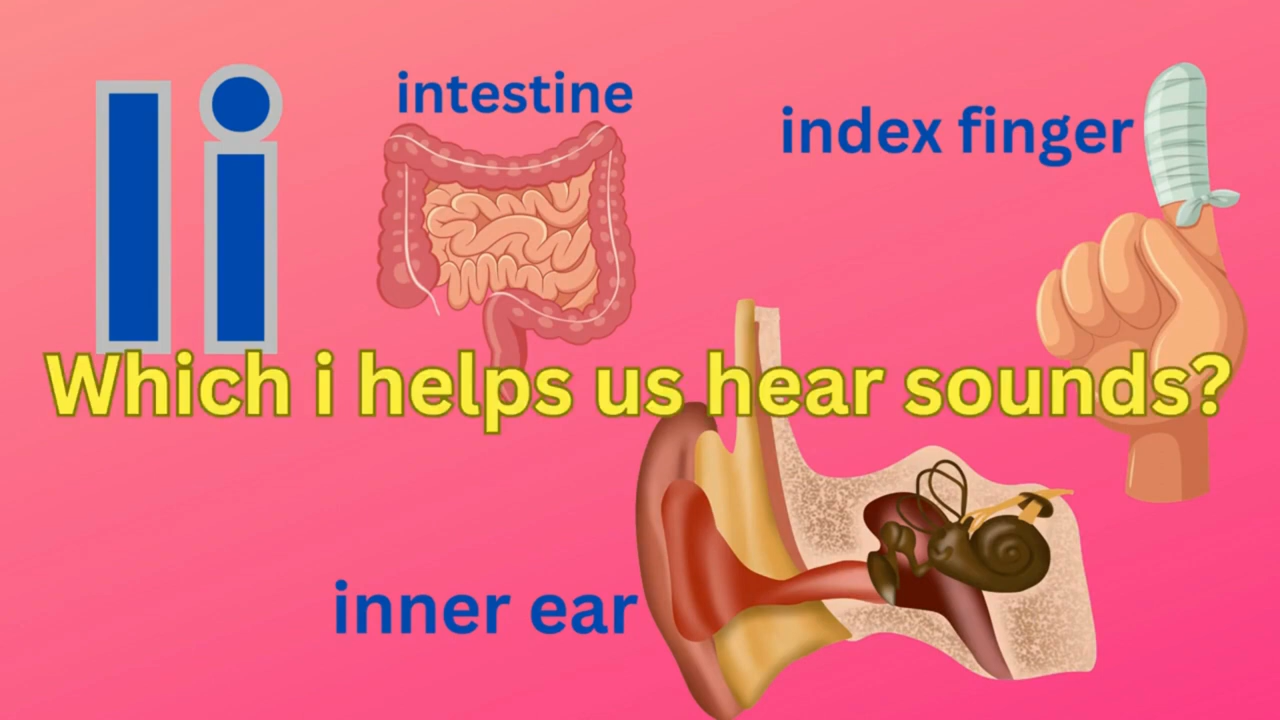 Ii
intestine
index finger
Which i helps us hear sounds?
inner ear